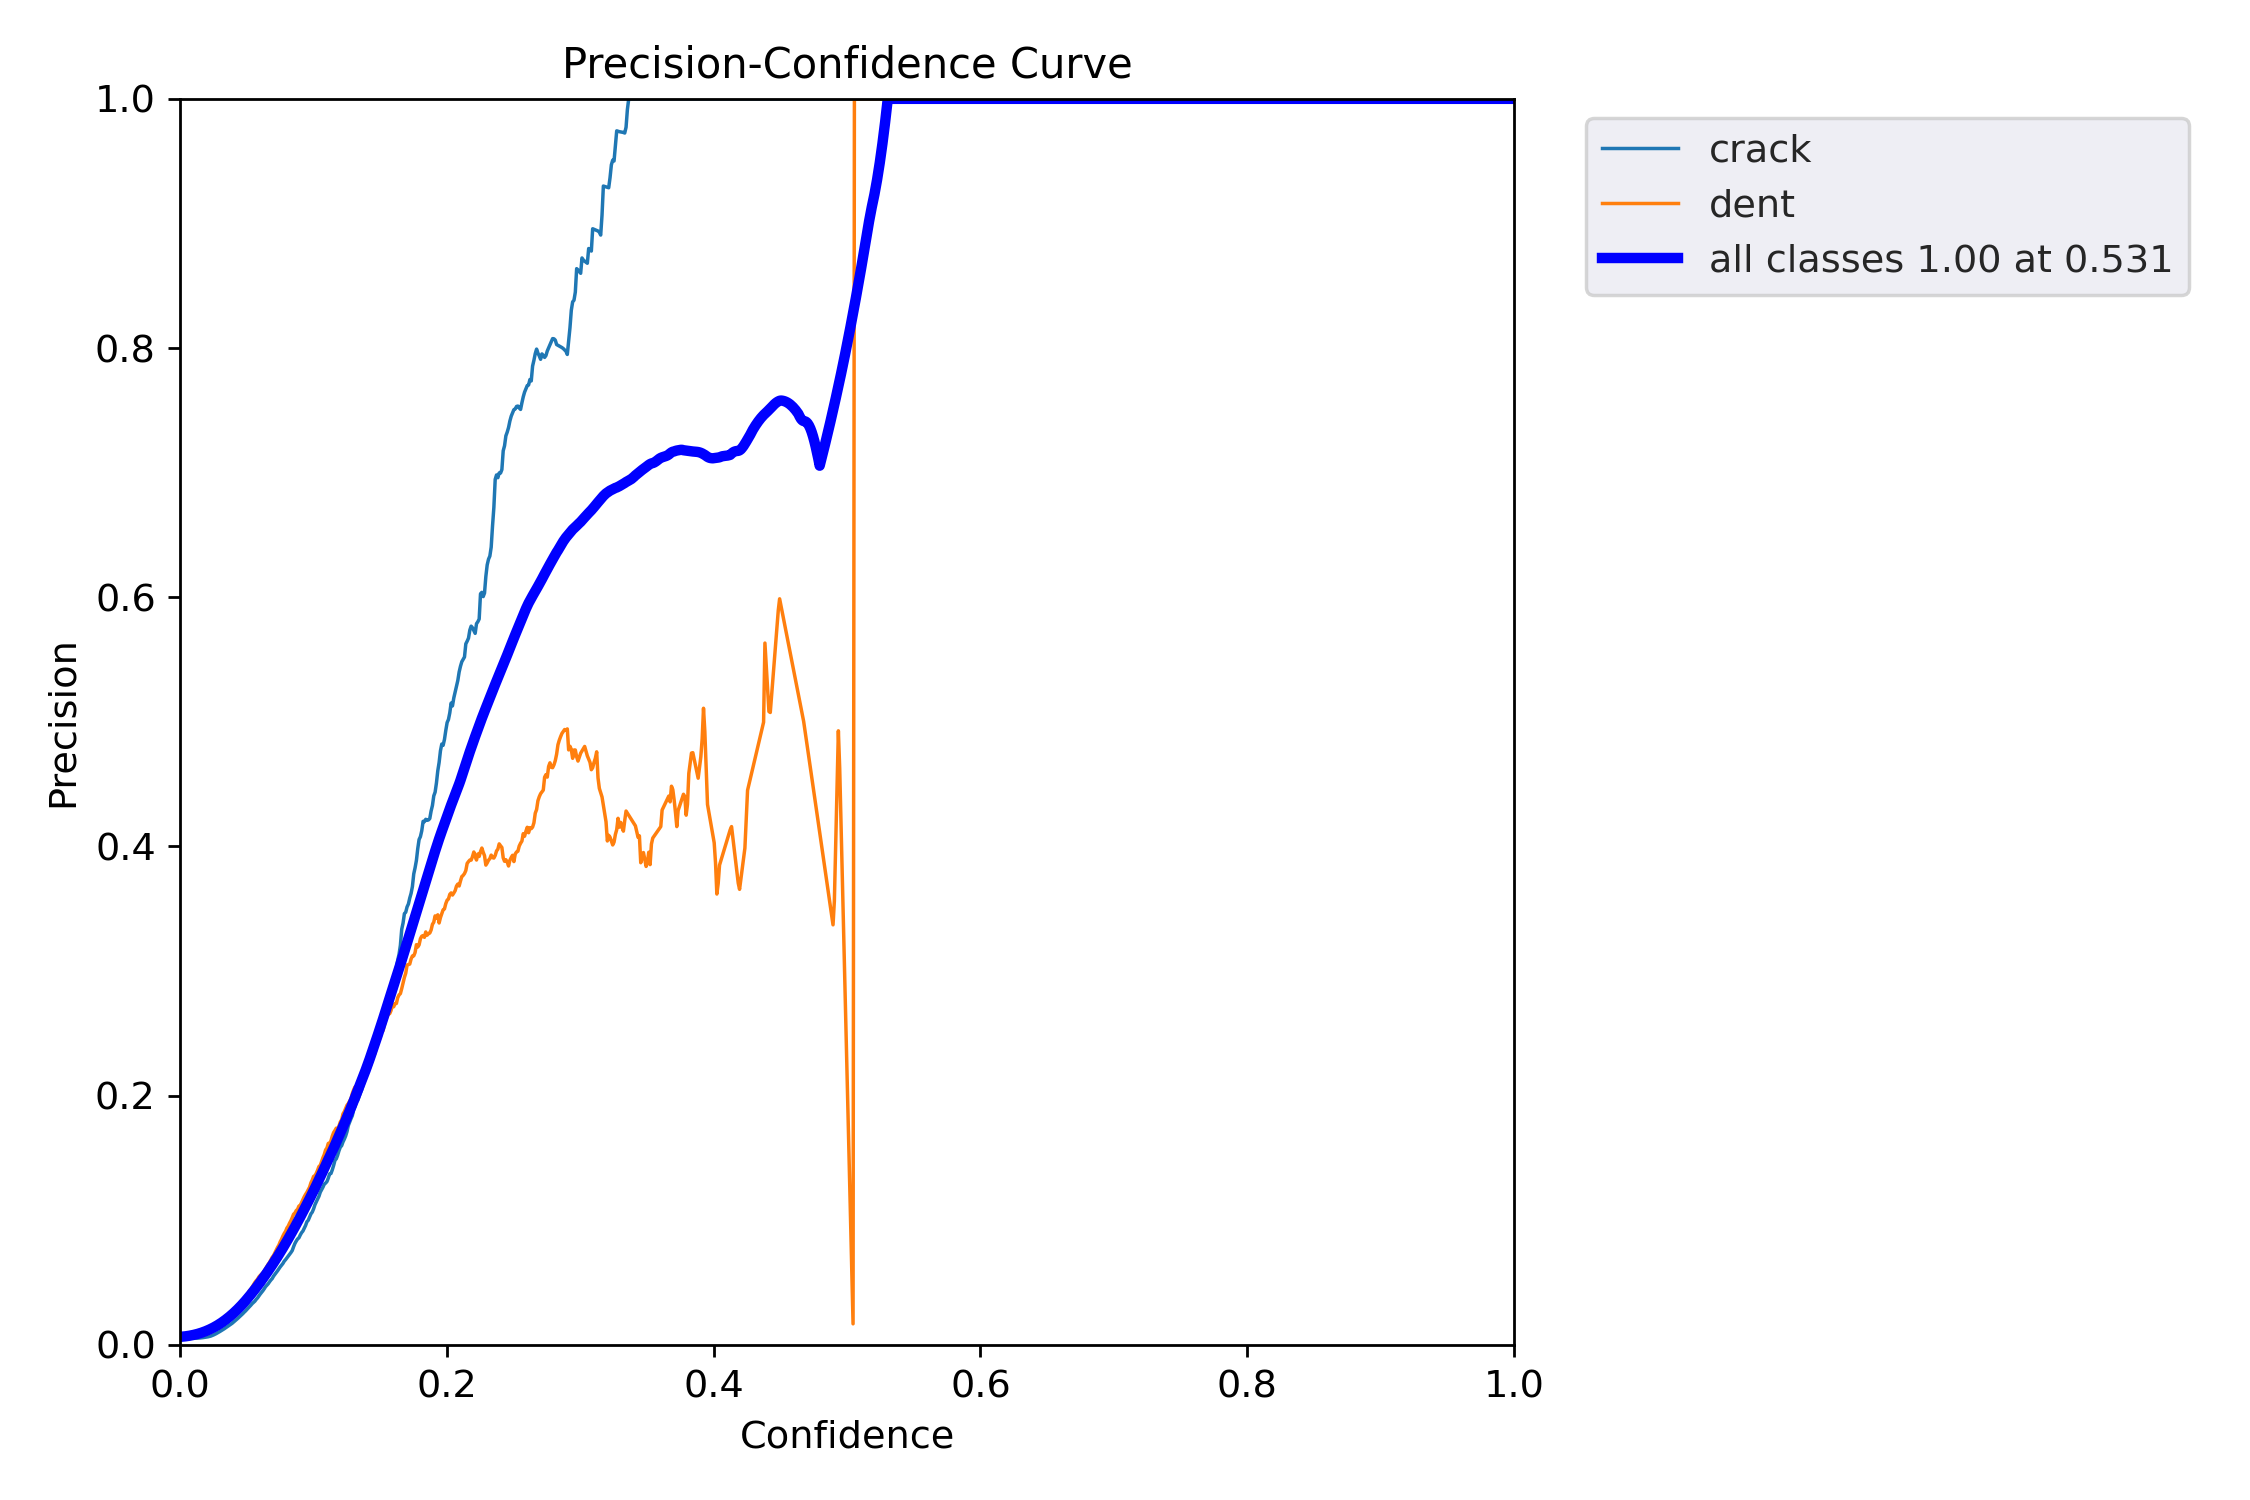 Precision-Confidence Curve
1.0
0.8
0.6
0.4
0.2
0.0
Precision
0.0 0.2 0.4 0.6 0.8 1.0
Confidence
crack
dent
all classes 1.00 at 0.531